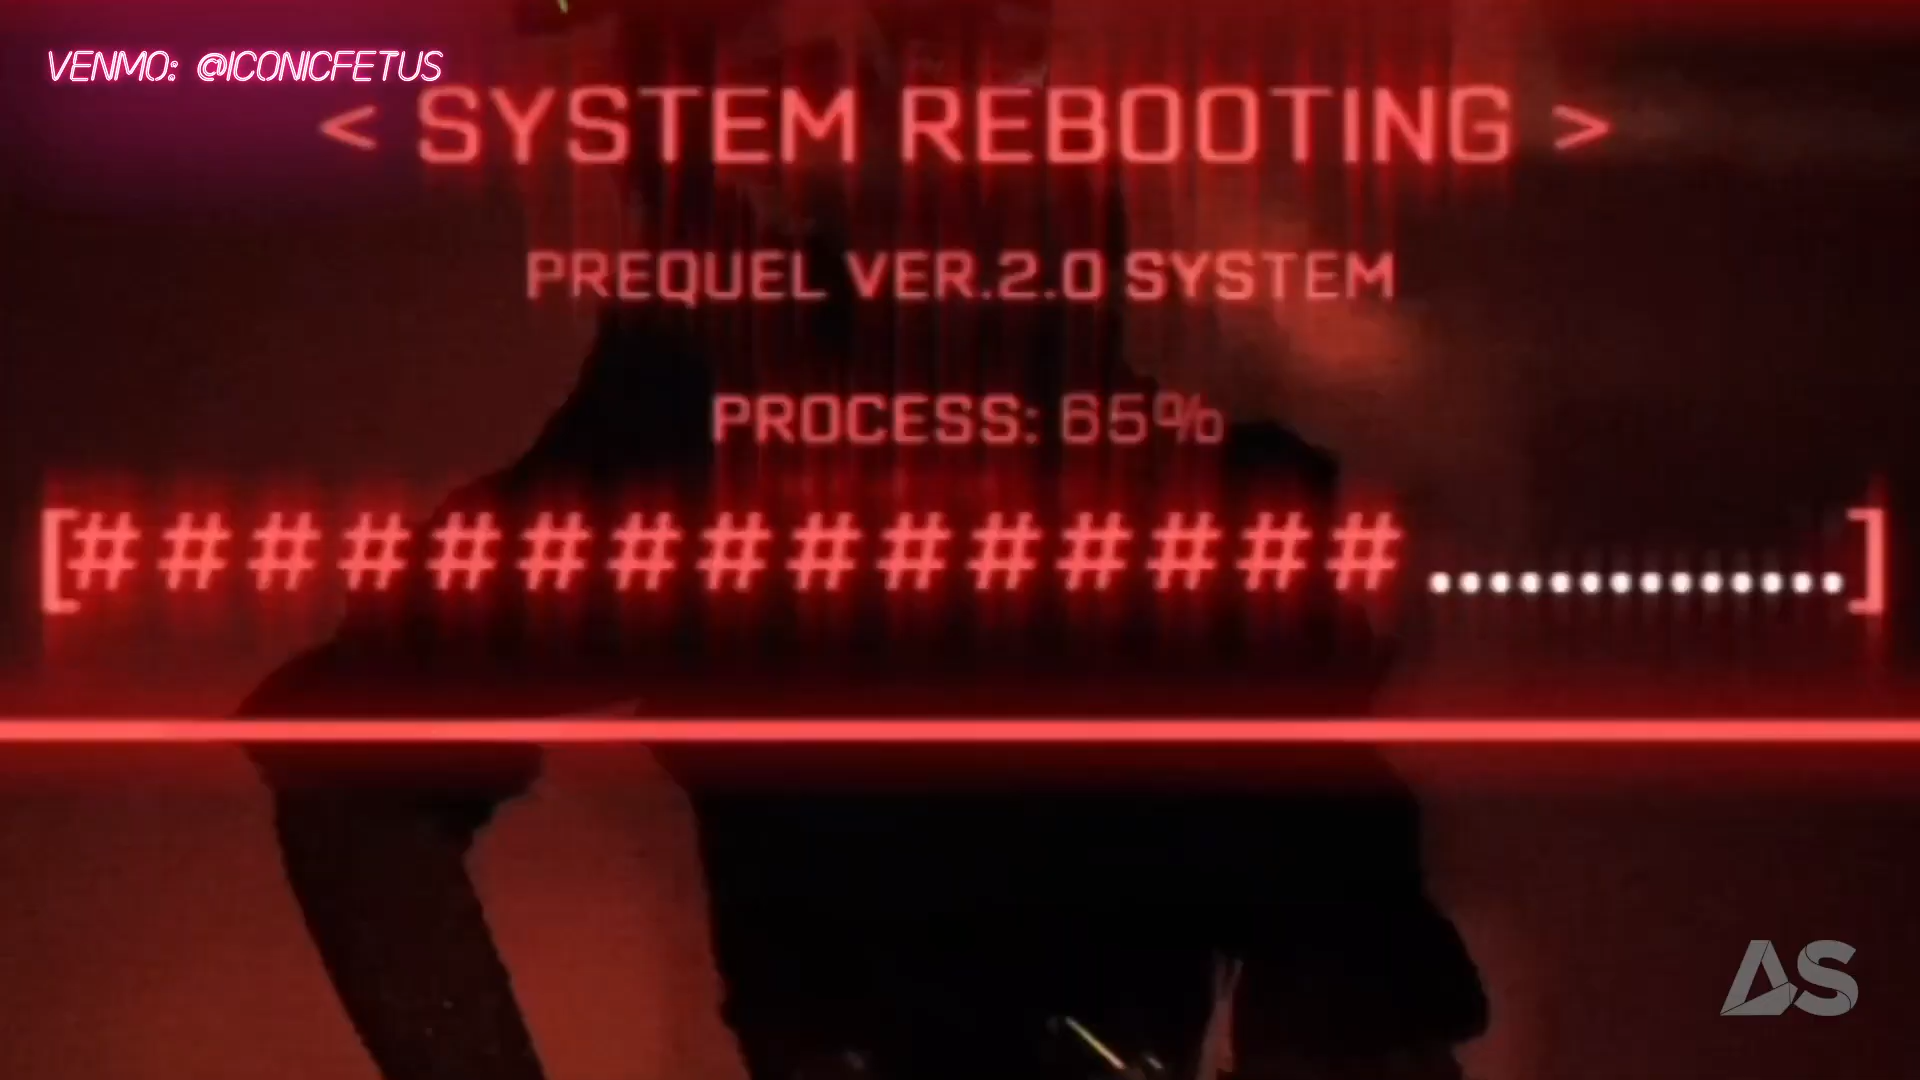 VENMO: @ICONICFETUS
< SYSTEM REBOOTING >
PREQUEL VER.2.0 SYSTEM
PROCESS: 65%
[###############..............]
AS